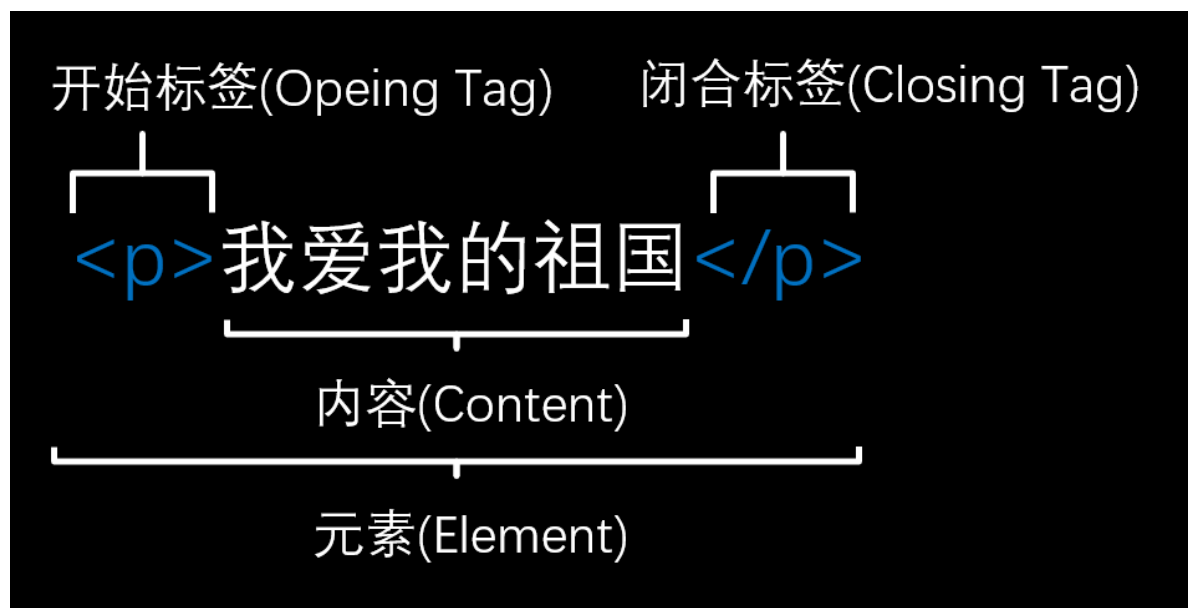 开始标签(Opeing Tag) 闭合标签(Closing Tag)
<p>我爱我的祖国</p>
内容(Content)
元素(Element)